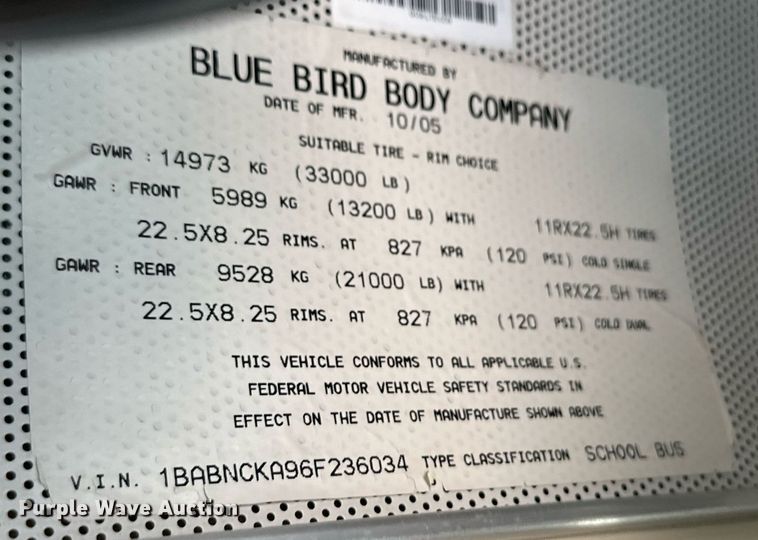 MANUFACTURED BY
BLUE BIRD BODY COMPANY
DATE OF MFR. 10/05
SUITABLE TIRE - RIM CHOICE
GVWR : 14973 KG (33000 LB)
GAWR : FRONT 5989 KG (13200 LB) WITH 11RX22.5H TIRES
22.5X8.25 RIMS. AT 827 KPA (120 PSI) COLD SINGLE
GAWR : REAR 9528 KG (21000 LB) WITH 11RX22.5H TIRES
22.5X8.25 RIMS. AT 827 KPA (120 PSI) COLD DUAL
THIS VEHICLE CONFORMS TO ALL APPLICABLE U.S.
FEDERAL MOTOR VEHICLE SAFETY STANDARDS IN
EFFECT ON THE DATE OF MANUFACTURE SHOWN ABOVE
V.I.N. 1BABNCKA96F236034 TYPE CLASSIFICATION SCHOOL BUS
Purple Wave Auction